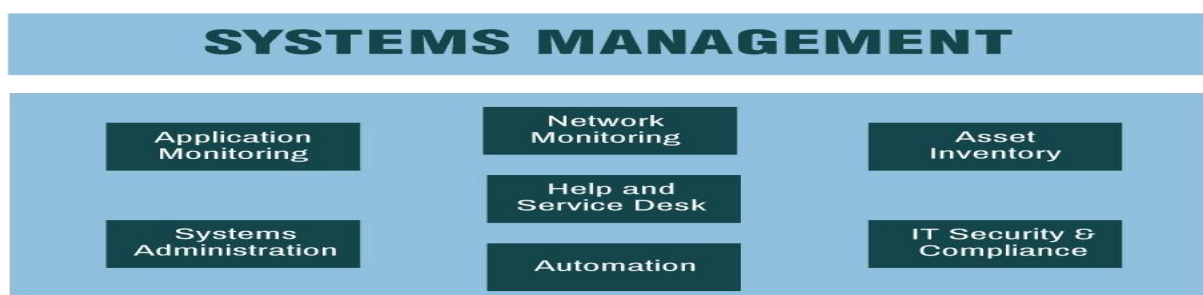 SYSTEMS MANAGEMENT
Application
Monitoring
Network
Monitoring
Asset
Inventory
Help and
Service Desk
Systems
Administration
Automation
IT Security &
Compliance